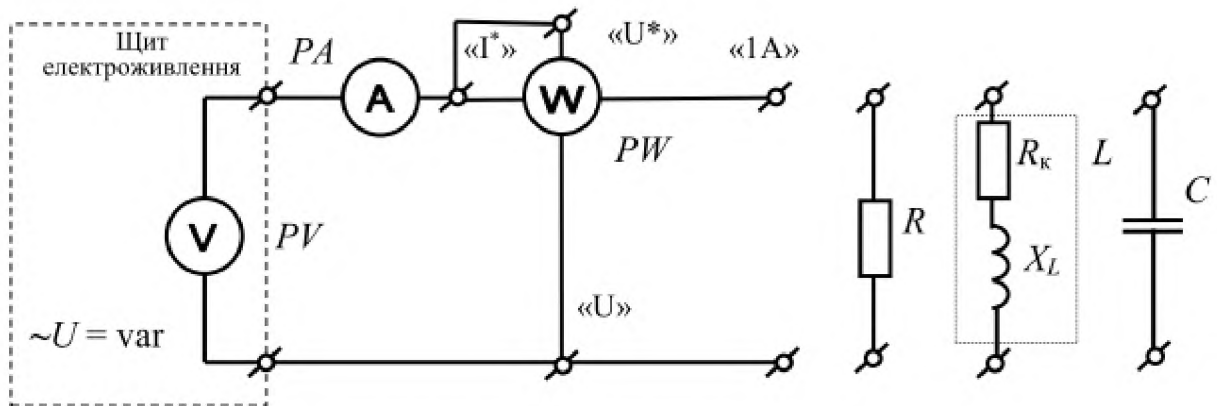 Щит
електроживлення
PA
«I*»
«U*»
«1A»
A
W
PW
V
PV
«U»
~U = var
R
Rк
L
XL
C